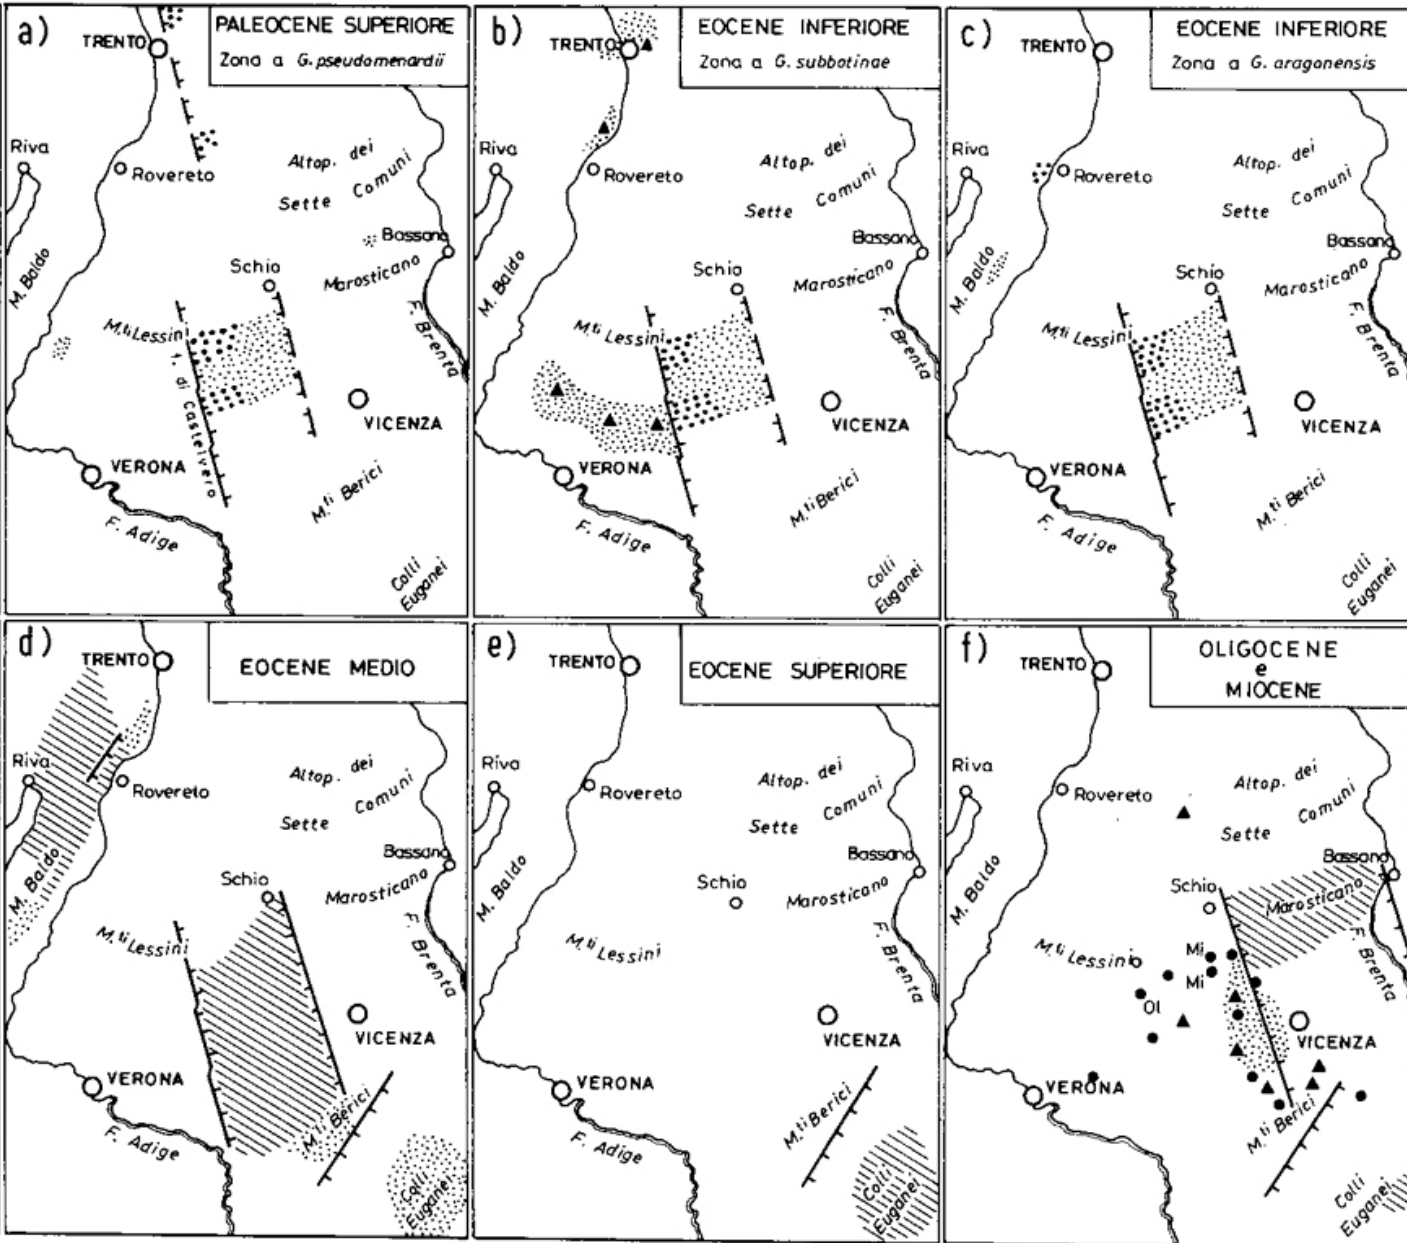 a)
PALEOCENE SUPERIORE
Zona a G. pseudomenardii
TRENTO
Riva
Rovereto
Altop. dei
Sette Comuni
Bassano
Marosticano
Schio
M. Baldo
M.ti Lessini
f. di Castelvero
F. Brenta
VICENZA
VERONA
M.ti Berici
F. Adige
Colli
Euganei
b)
EOCENE INFERIORE
Zona a G. subbotinae
TRENTO
Riva
Rovereto
Altop. dei
Sette Comuni
Bassano
Marosticano
Schio
M. Baldo
M.ti Lessini
F. Brenta
VICENZA
VERONA
M.ti Berici
F. Adige
Colli
Euganei
c)
EOCENE INFERIORE
Zona a G. aragonensis
TRENTO
Riva
Rovereto
Altop. dei
Sette Comuni
Bassano
Marosticano
Schio
M. Baldo
M.ti Lessini
F. Brenta
VICENZA
VERONA
M.ti Berici
F. Adige
Colli
Euganei
d)
EOCENE MEDIO
TRENTO
Riva
Rovereto
Altop. dei
Sette Comuni
Bassano
Marosticano
Schio
M. Baldo
M.ti Lessini
F. Brenta
VICENZA
VERONA
M.ti Berici
F. Adige
Colli
Euganei
e)
EOCENE SUPERIORE
TRENTO
Riva
Rovereto
Altop. dei
Sette Comuni
Bassano
Marosticano
Schio
M. Baldo
M.ti Lessini
F. Brenta
VICENZA
VERONA
M.ti Berici
F. Adige
Colli
Euganei
f)
OLIGOCENE
e
MIOCENE
TRENTO
Riva
Rovereto
Altop. dei
Sette Comuni
Bassano
Marosticano
Schio
M. Baldo
M.ti Lessini
Mi
Mi
Ol
F. Brenta
VICENZA
VERONA
M.ti Berici
Colli
Euganei